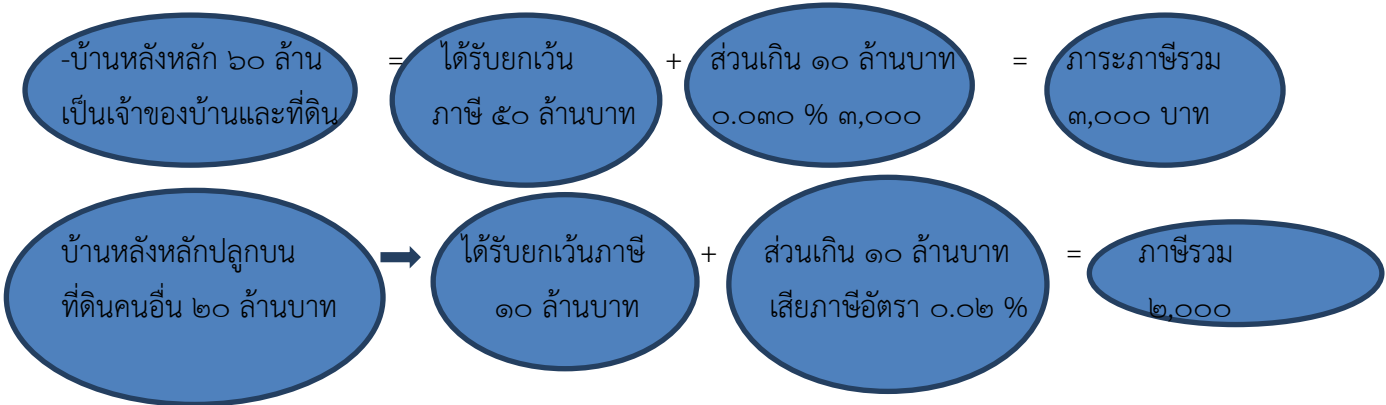 -บ้านหลังหลัก ๖๐ ล้าน = ได้รับยกเว้น + ส่วนเกิน ๑๐ ล้านบาท = ภาระภาษีรวม
เป็นเจ้าของบ้านและที่ดิน ภาษี ๕๐ ล้านบาท ๐.๐๓๐ % ๓,๐๐๐ ๓,๐๐๐ บาท
บ้านหลังหลักปลูกบน ได้รับยกเว้นภาษี + ส่วนเกิน ๑๐ ล้านบาท = ภาษีรวม
ที่ดินคนอื่น ๒๐ ล้านบาท ๑๐ ล้านบาท เสียภาษีอัตรา ๐.๐๒ % ๒,๐๐๐